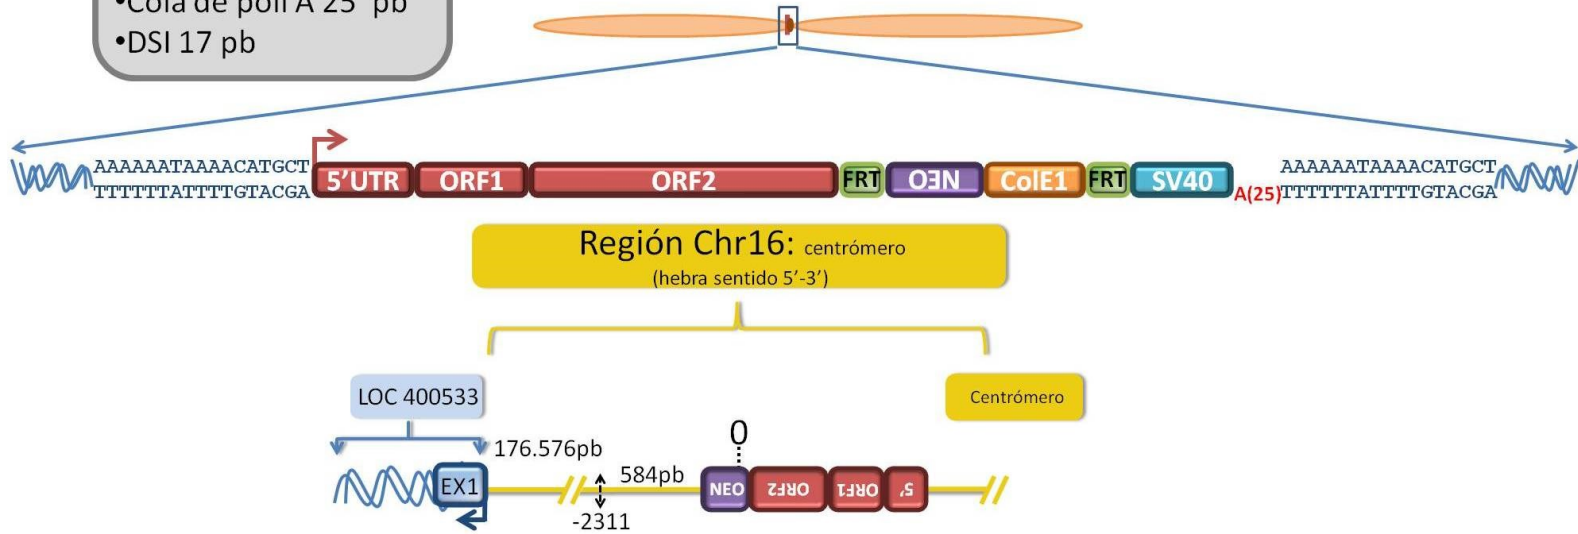 •Cola de poli A 25 pb
•DSI 17 pb
AAAAAATAAAACATGCT
TTTTTTATTTTGTACGA
5’UTR ORF1 ORF2 FRT NEO ColE1 FRT SV40
A(25)
AAAAAATAAAACATGCT
TTTTTTATTTTGTACGA
Región Chr16: centrómero
(hebra sentido 5’-3’)
LOC 400533
Centrómero
0
176.576pb
584pb
EX1
NEO ORF2 ORF1 5’
-2311